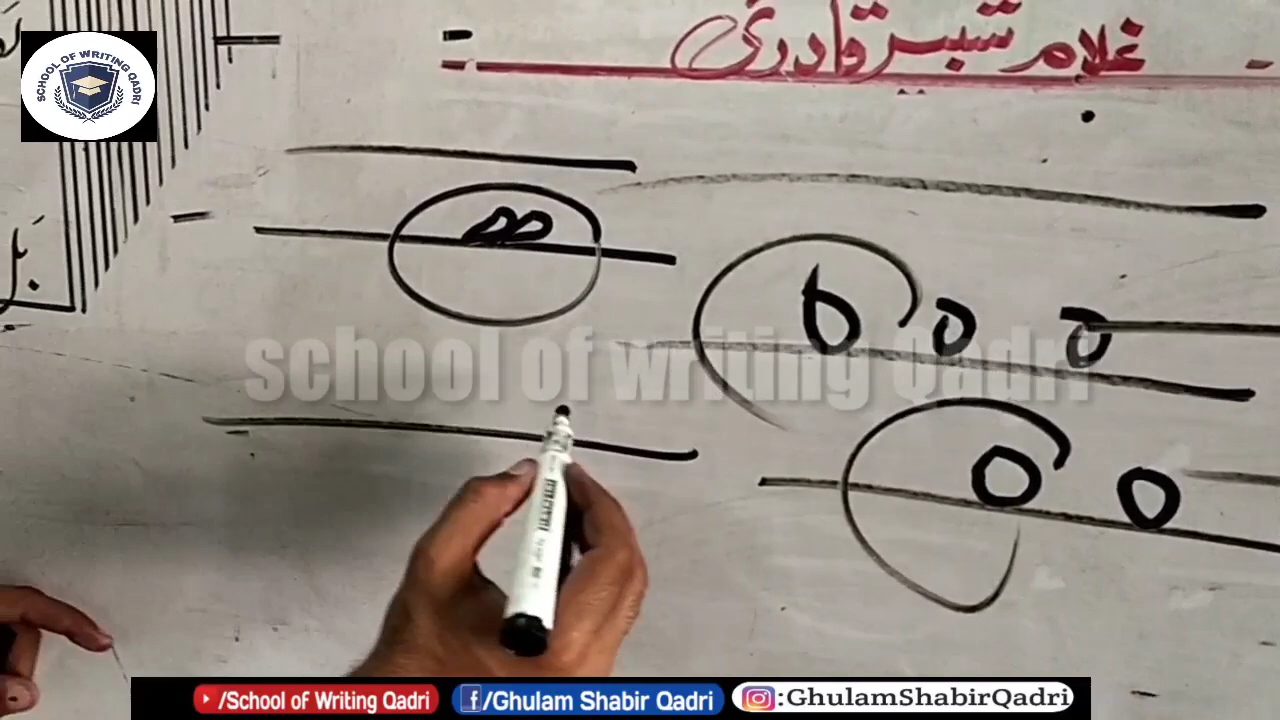 غلام شبیر قادری
SCHOOL OF WRITING QADRI
بل
school of writing Qadri
/School of Writing Qadri
/Ghulam Shabir Qadri
:GhulamShabirQadri